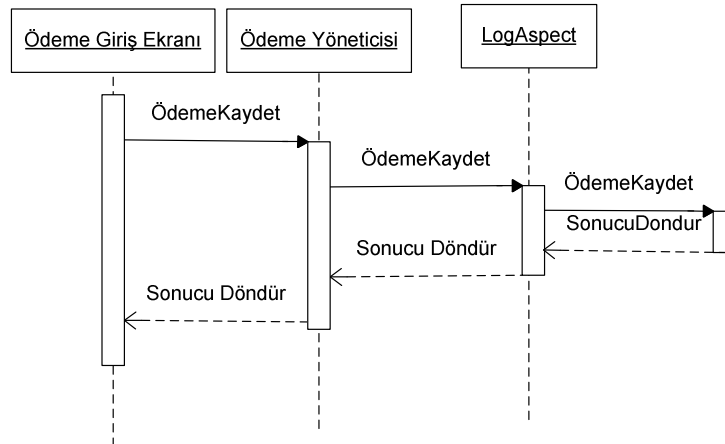 Ödeme Giriş Ekranı
Ödeme Yöneticisi
LogAspect
ÖdemeKaydet
ÖdemeKaydet
ÖdemeKaydet
SonucuDondur
Sonucu Döndür
Sonucu Döndür